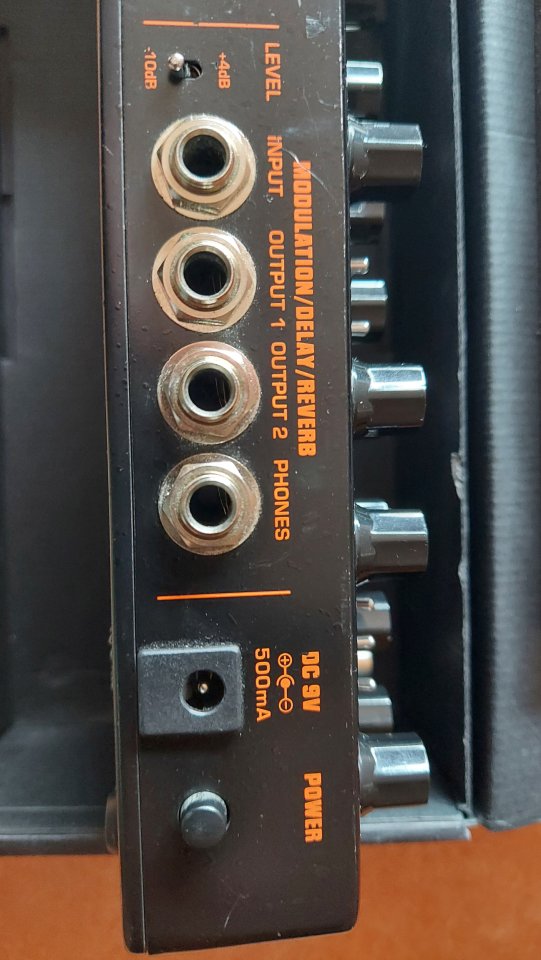 LEVEL
+4dB
-10dB
MODULATION/DELAY/REVERB
INPUT
OUTPUT 1
OUTPUT 2
PHONES
DC 9V
500mA
POWER